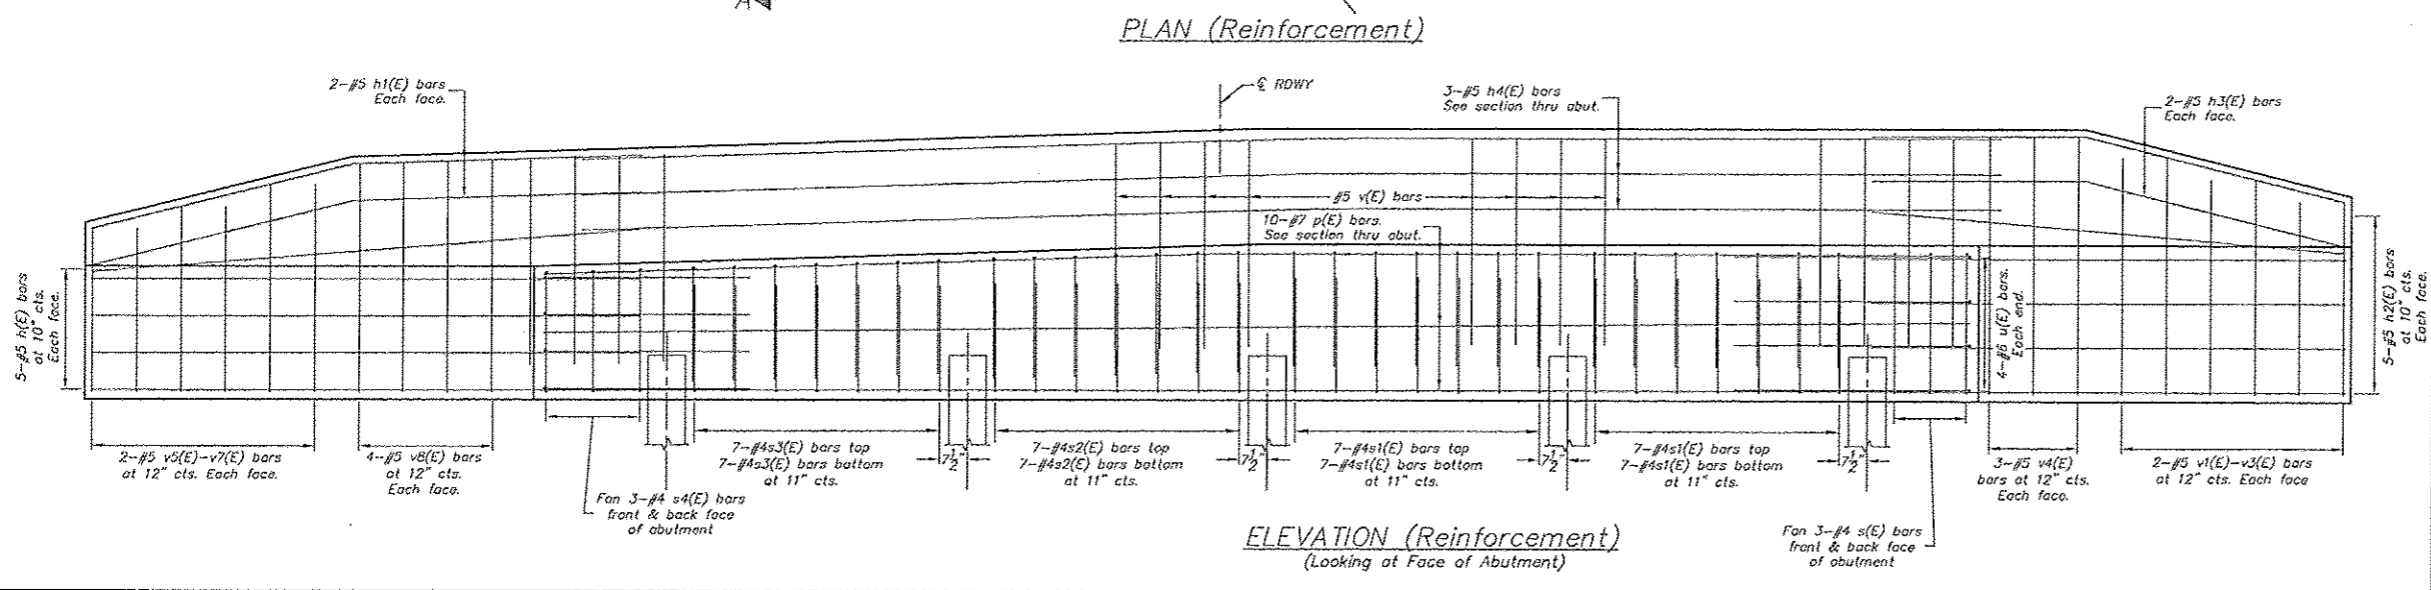 A
PLAN (Reinforcement)
2-#5 h1(E) bars
Each face.
℄ RDWY
3-#5 h4(E) bars
See section thru abut.
2-#5 h3(E) bars
Each face.
#5 v(E) bars
10-#7 p(E) bars.
See section thru abut.
5-#5 h(E) bars
at 10" cts.
Each face.
4-#6 u(E) bars.
Each end.
5-#5 h2(E) bars
at 10" cts.
Each face.
2-#5 v5(E)-v7(E) bars
at 12" cts. Each face.
4-#5 v8(E) bars
at 12" cts.
Each face.
Fan 3-#4 s4(E) bars
front & back face
of abutment
7-#4s3(E) bars top
7-#4s3(E) bars bottom
at 11" cts.
7½"
7-#4s2(E) bars top
7-#4s2(E) bars bottom
at 11" cts.
7½"
7-#4s1(E) bars top
7-#4s1(E) bars bottom
at 11" cts.
7½"
7-#4s1(E) bars top
7-#4s1(E) bars bottom
at 11" cts.
7½"
3-#5 v4(E)
bars at 12" cts.
Each face.
2-#5 v1(E)-v3(E) bars
at 12" cts. Each face
Fan 3-#4 s(E) bars
front & back face
of abutment
ELEVATION (Reinforcement)
(Looking at Face of Abutment)